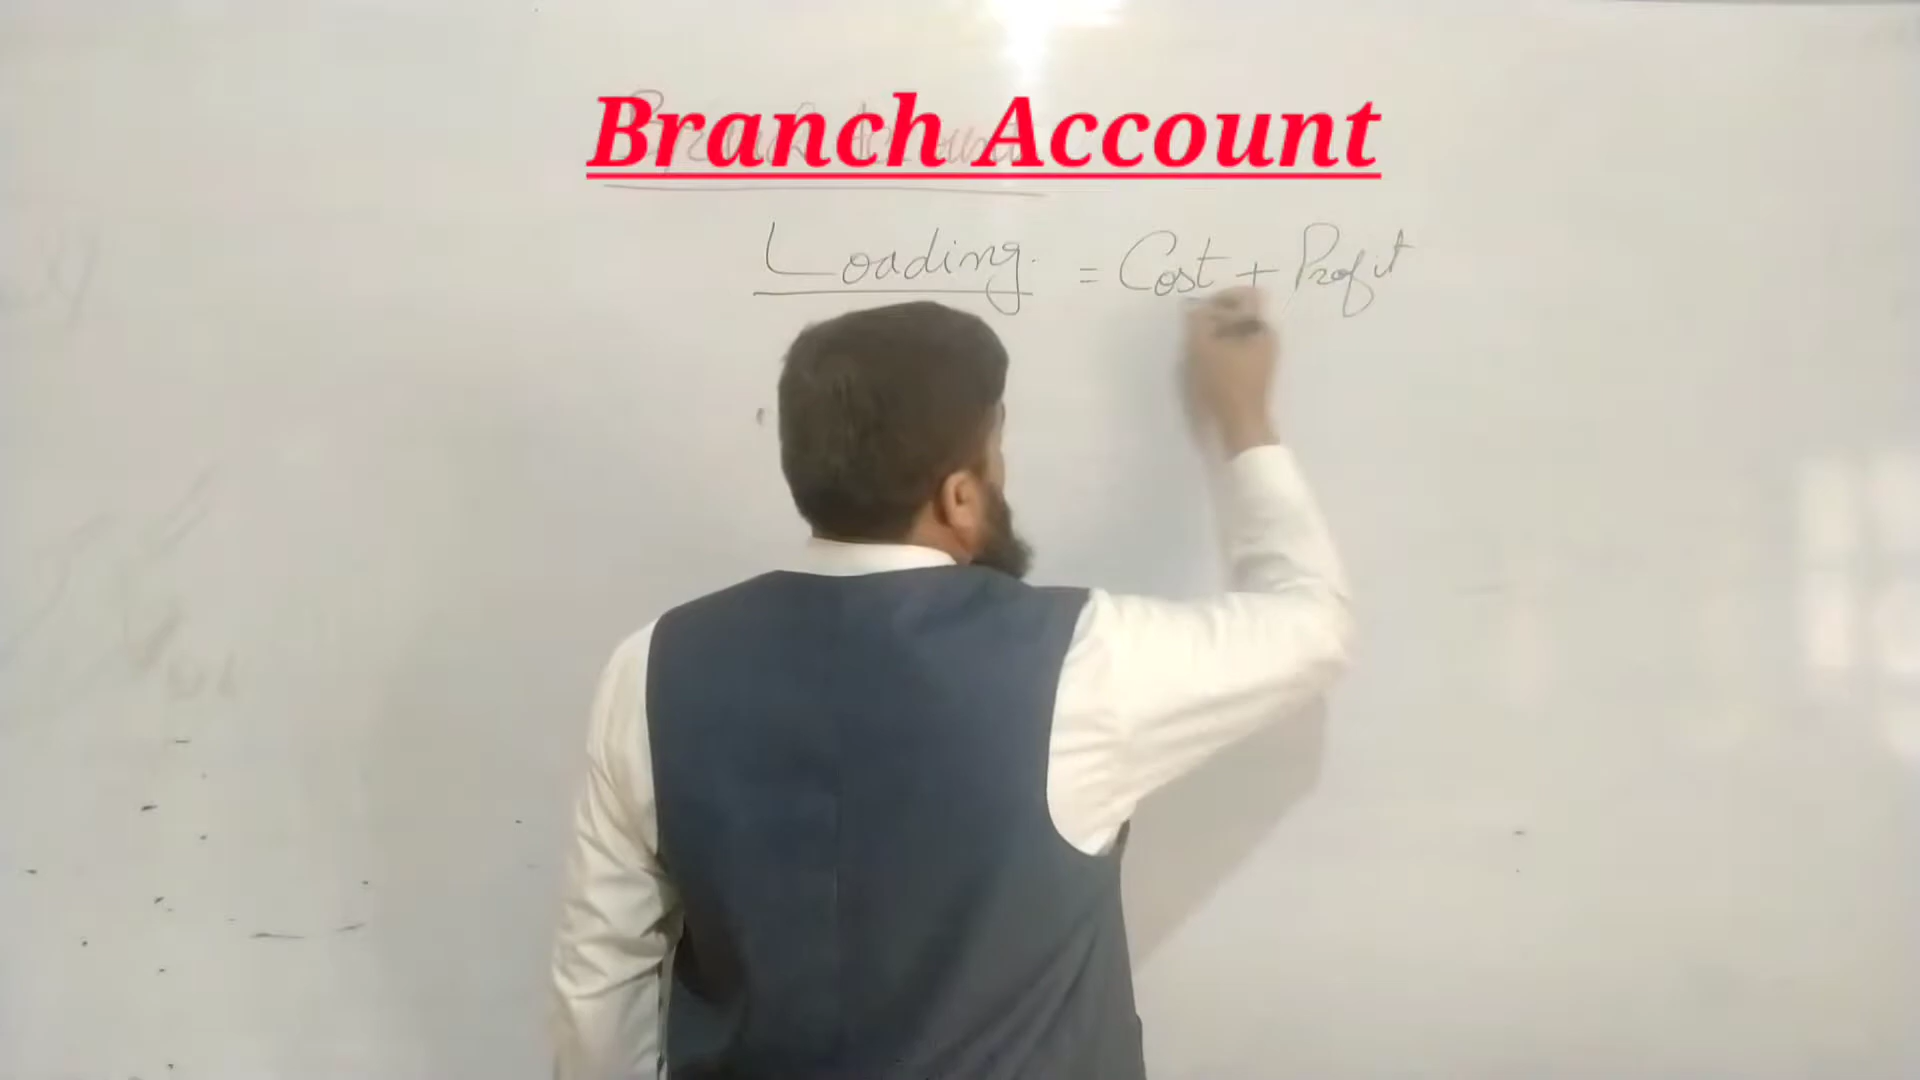 Branch Account
Loading. = Cost + Profit